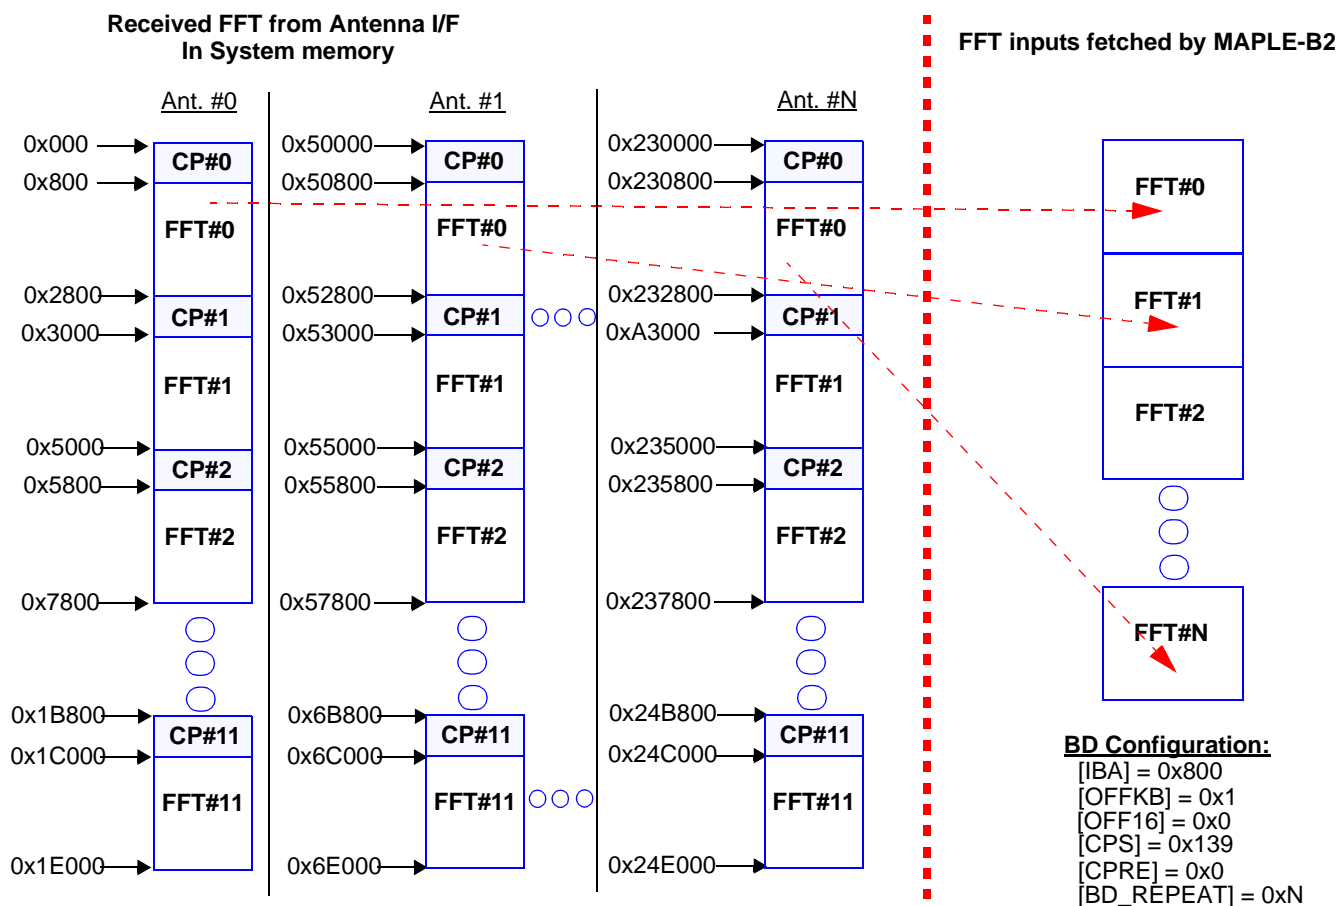 Received FFT from Antenna I/F
In System memory
FFT inputs fetched by MAPLE-B2
Ant. #0
0x000
CP#0
0x800
FFT#0
0x2800
CP#1
0x3000
FFT#1
0x5000
CP#2
0x5800
FFT#2
0x7800
0x1B800
CP#11
0x1C000
FFT#11
0x1E000
Ant. #1
0x50000
CP#0
0x50800
FFT#0
0x52800
CP#1
0x53000
FFT#1
0x55000
CP#2
0x55800
FFT#2
0x57800
0x6B800
CP#11
0x6C000
FFT#11
0x6E000
Ant. #N
0x230000
CP#0
0x230800
FFT#0
0x232800
CP#1
0xA3000
FFT#1
0x235000
CP#2
0x235800
FFT#2
0x237800
0x24B800
CP#11
0x24C000
FFT#11
0x24E000
FFT#0
FFT#1
FFT#2
FFT#N
BD Configuration:
[IBA] = 0x800
[OFFKB] = 0x1
[OFF16] = 0x0
[CPS] = 0x139
[CPRE] = 0x0
[BD_REPEAT] = 0xN